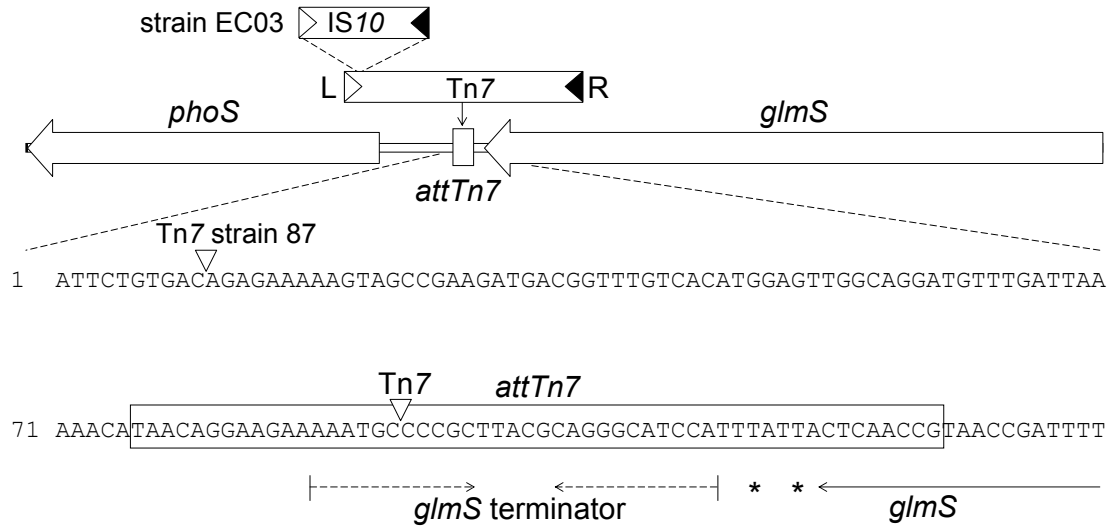 strain EC03 IS10
L Tn7 R
phoS glmS
attTn7
Tn7 strain 87
1 ATTCTGTGACAGAGAAAAAGTAGCCGAAGATGACGGTTTGTCACATGGAGTTGGCAGGATGTTTGATTAA
Tn7 attTn7
71 AAACATAACAGGAAGAAAAATGCCCCGCTTACGCAGGGCATCCATTTATTACTCAACCGTAACCGATTTT
* *
glmS terminator glmS